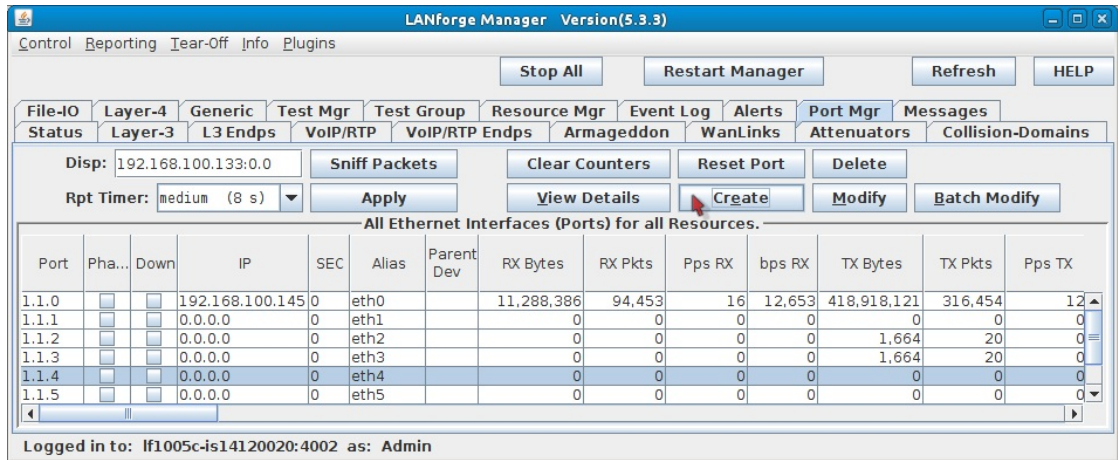 LANforge Manager Version(5.3.3)
Control Reporting Tear-Off Info Plugins
Stop All Restart Manager Refresh HELP
File-IO Layer-4 Generic Test Mgr Test Group Resource Mgr Event Log Alerts Port Mgr Messages
Status Layer-3 L3 Endps VoIP/RTP VoIP/RTP Endps Armageddon WanLinks Attenuators Collision-Domains
Disp: 192.168.100.133:0.0 Sniff Packets Clear Counters Reset Port Delete
Rpt Timer: medium (8 s) Apply View Details Create Modify Batch Modify
All Ethernet Interfaces (Ports) for all Resources.
Port Pha... Down IP SEC Alias Parent Dev RX Bytes RX Pkts Pps RX bps RX TX Bytes TX Pkts Pps TX
1.1.0 192.168.100.145 0 eth0 11,288,386 94,453 16 12,653 418,918,121 316,454 12
1.1.1 0.0.0.0 0 eth1 0 0 0 0 0 0 0
1.1.2 0.0.0.0 0 eth2 0 0 0 0 1,664 20 0
1.1.3 0.0.0.0 0 eth3 0 0 0 0 1,664 20 0
1.1.4 0.0.0.0 0 eth4 0 0 0 0 0 0 0
1.1.5 0.0.0.0 0 eth5 0 0 0 0 0 0 0
Logged in to: lf1005c-is14120020:4002 as: Admin